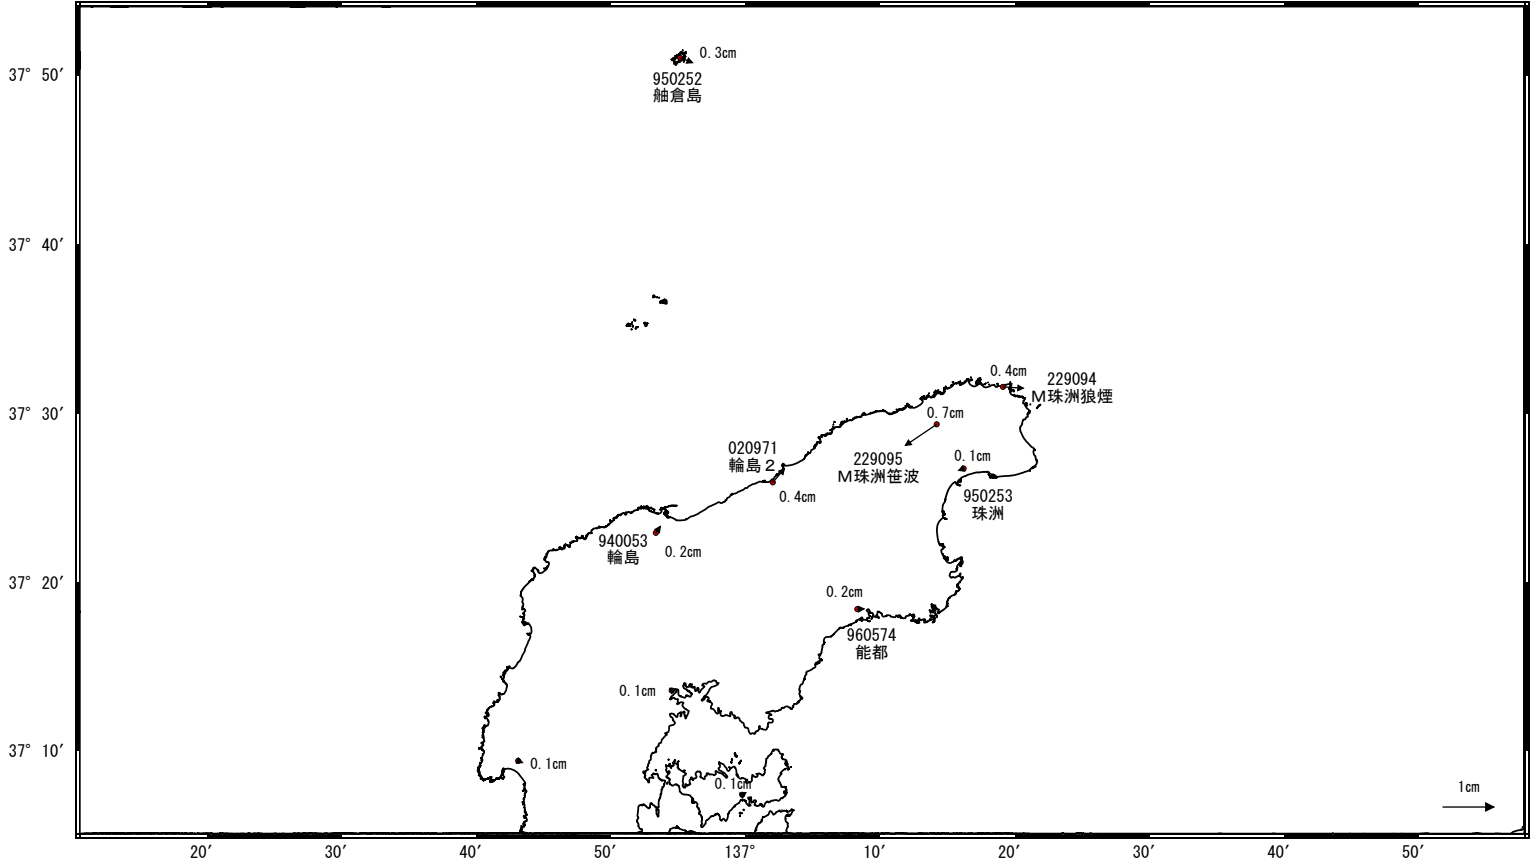 0.3cm
37° 50′
950252
舳倉島
37° 40′
0.4cm
229094
Ｍ珠洲狼煙
37° 30′
0.7cm
020971
輪島２
229095
Ｍ珠洲笹波
0.1cm
950253
珠洲
0.4cm
940053
輪島
0.2cm
37° 20′
0.2cm
960574
能都
0.1cm
37° 10′
0.1cm
0.1cm
1cm
20′ 30′ 40′ 50′ 137° 10′ 20′ 30′ 40′ 50′